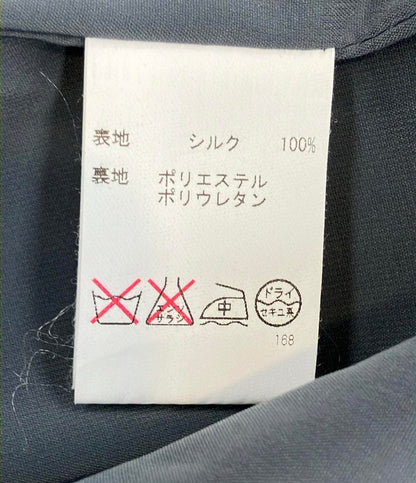 表地 シルク 100%
裏地 ポリエステル
ポリウレタン
エンソ
サラシ
中
ドライ
セキユ系
168